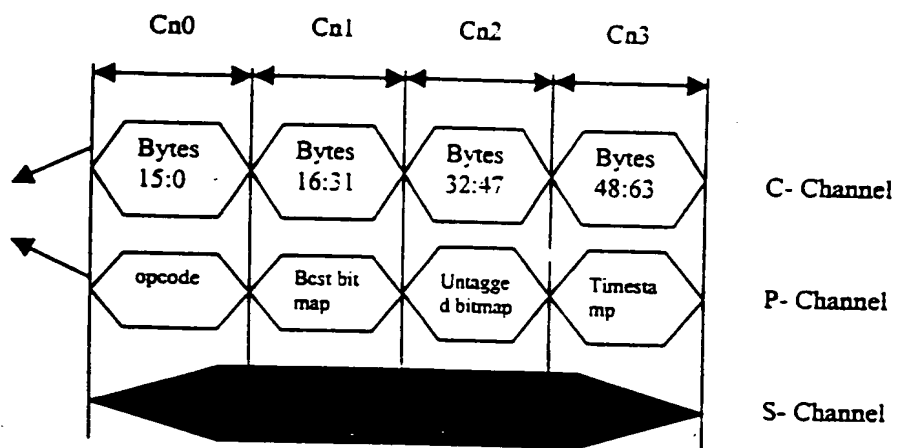 Cn0 Cn1 Cn2 Cn3
Bytes Bytes Bytes Bytes
15:0 16:31 32:47 48:63
C- Channel
opcode Bcst bit Untagge Timesta
map d bitmap mp
P- Channel
S- Channel